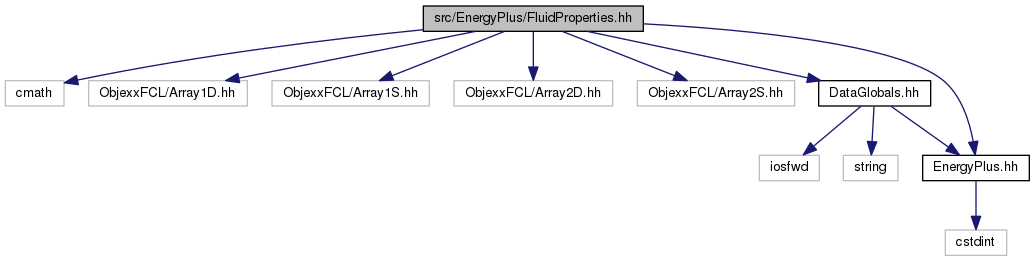 src/EnergyPlus/FluidProperties.hh
cmath
ObjexxFCL/Array1D.hh
ObjexxFCL/Array1S.hh
ObjexxFCL/Array2D.hh
ObjexxFCL/Array2S.hh
DataGlobals.hh
iosfwd
string
EnergyPlus.hh
cstdint